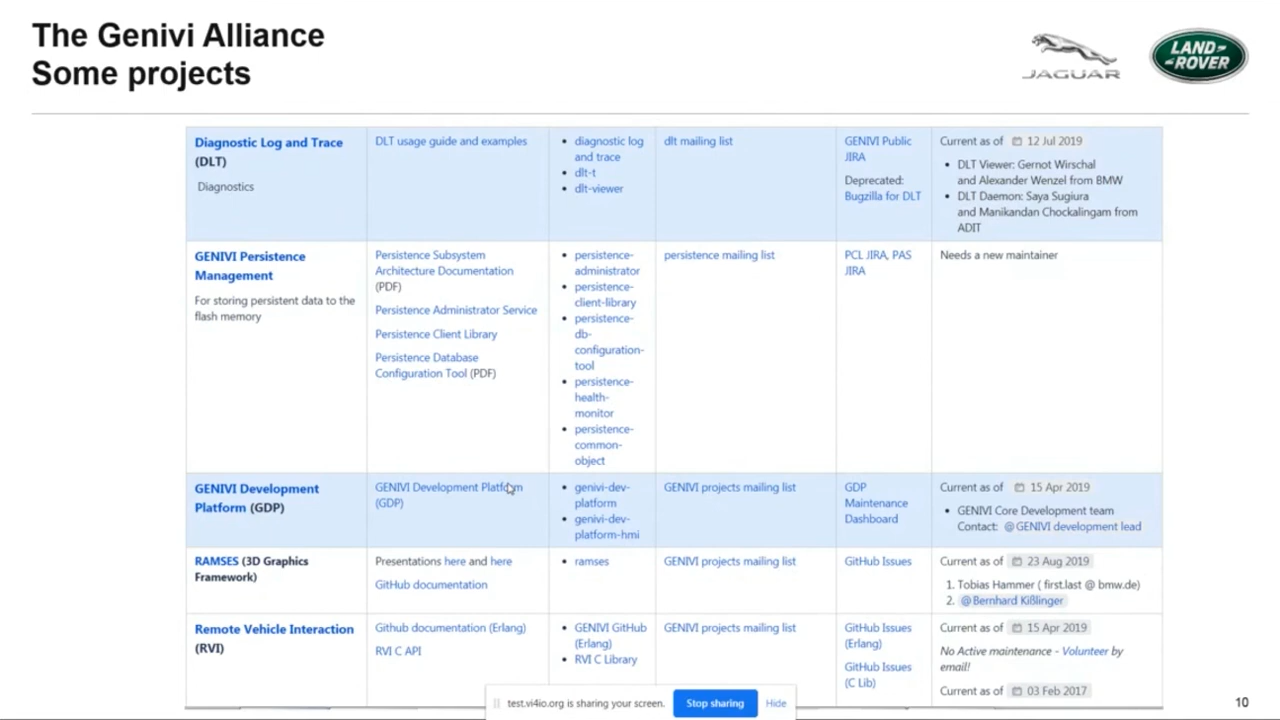 The Genivi Alliance
Some projects
JAGUAR
LAND-
-ROVER
Diagnostic Log and Trace
(DLT)
Diagnostics
DLT usage guide and examples
• diagnostic log
and trace
• dlt-t
• dlt-viewer
dlt mailing list
GENIVI Public
JIRA
Deprecated:
Bugzilla for DLT
Current as of 12 Jul 2019
• DLT Viewer: Gernot Wirschal
and Alexander Wenzel from BMW
• DLT Daemon: Saya Sugiura
and Manikandan Chockalingam from
ADIT
GENIVI Persistence
Management
For storing persistent data to the
flash memory
Persistence Subsystem
Architecture Documentation
(PDF)
Persistence Administrator Service
Persistence Client Library
Persistence Database
Configuration Tool (PDF)
• persistence-
administrator
• persistence-
client-library
• persistence-
db-
configuration-
tool
• persistence-
health-
monitor
• persistence-
common-
object
persistence mailing list
PCL JIRA, PAS
JIRA
Needs a new maintainer
GENIVI Development
Platform (GDP)
GENIVI Development Platform
(GDP)
• genivi-dev-
platform
• genivi-dev-
platform-hmi
GENIVI projects mailing list
GDP
Maintenance
Dashboard
Current as of 15 Apr 2019
• GENIVI Core Development team
Contact: @GENIVI development lead
RAMSES (3D Graphics
Framework)
Presentations here and here
GitHub documentation
• ramses
GENIVI projects mailing list
GitHub Issues
Current as of 23 Aug 2019
1. Tobias Hammer ( first.last @ bmw.de)
2. @Bernhard Kißlinger
Remote Vehicle Interaction
(RVI)
Github documentation (Erlang)
RVI C API
• GENIVI GitHub
(Erlang)
• RVI C Library
GENIVI projects mailing list
GitHub Issues
(Erlang)
GitHub Issues
(C Lib)
Current as of 15 Apr 2019
No Active maintenance - Volunteer by
email!
Current as of 03 Feb 2017
test.vi4io.org is sharing your screen.
Stop sharing
Hide
10